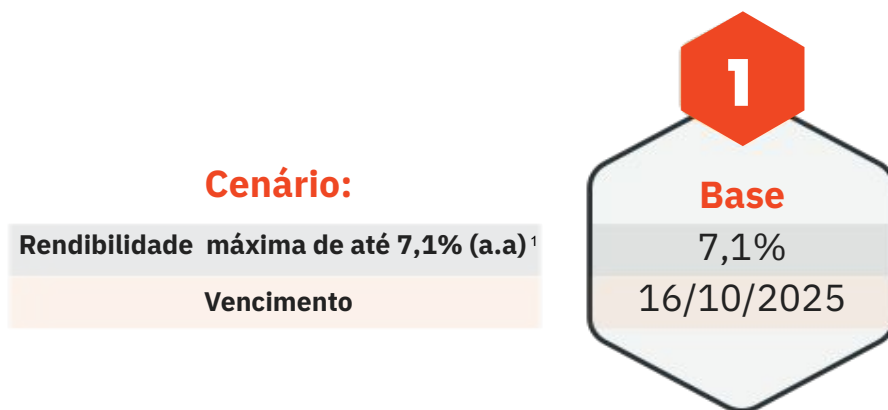 1
Cenário:
Base
Rendibilidade máxima de até 7,1% (a.a)¹
7,1%
Vencimento
16/10/2025